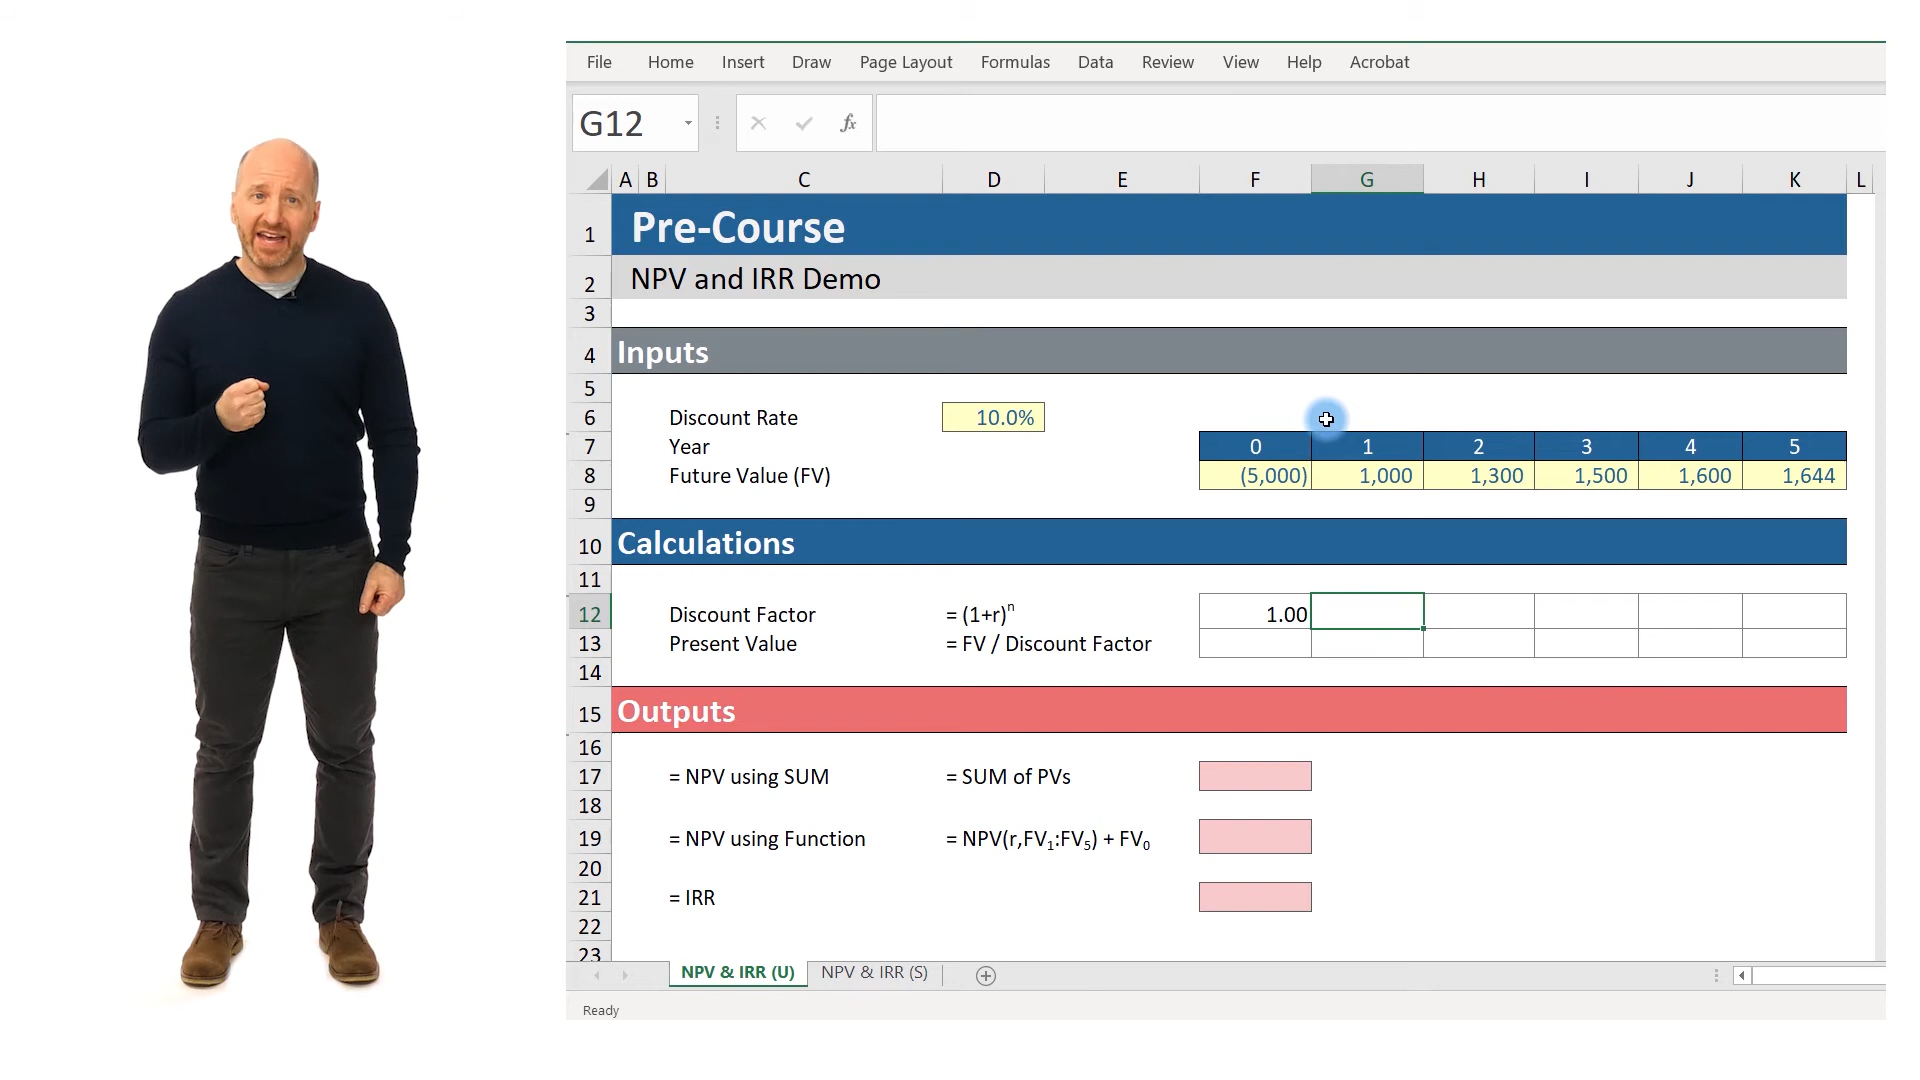 File Home Insert Draw Page Layout Formulas Data Review View Help Acrobat
G12 fx
A B C D E F G H I J K L
1 Pre-Course
2 NPV and IRR Demo
3
4 Inputs
5
6 Discount Rate 10.0%
7 Year 0 1 2 3 4 5
8 Future Value (FV) (5,000) 1,000 1,300 1,500 1,600 1,644
9
10 Calculations
11
12 Discount Factor = (1+r)ⁿ 1.00
13 Present Value = FV / Discount Factor
14
15 Outputs
16
17 = NPV using SUM = SUM of PVs
18
19 = NPV using Function = NPV(r,FV₁:FV₅) + FV₀
20
21 = IRR
22
23
NPV & IRR (U) NPV & IRR (S)
Ready